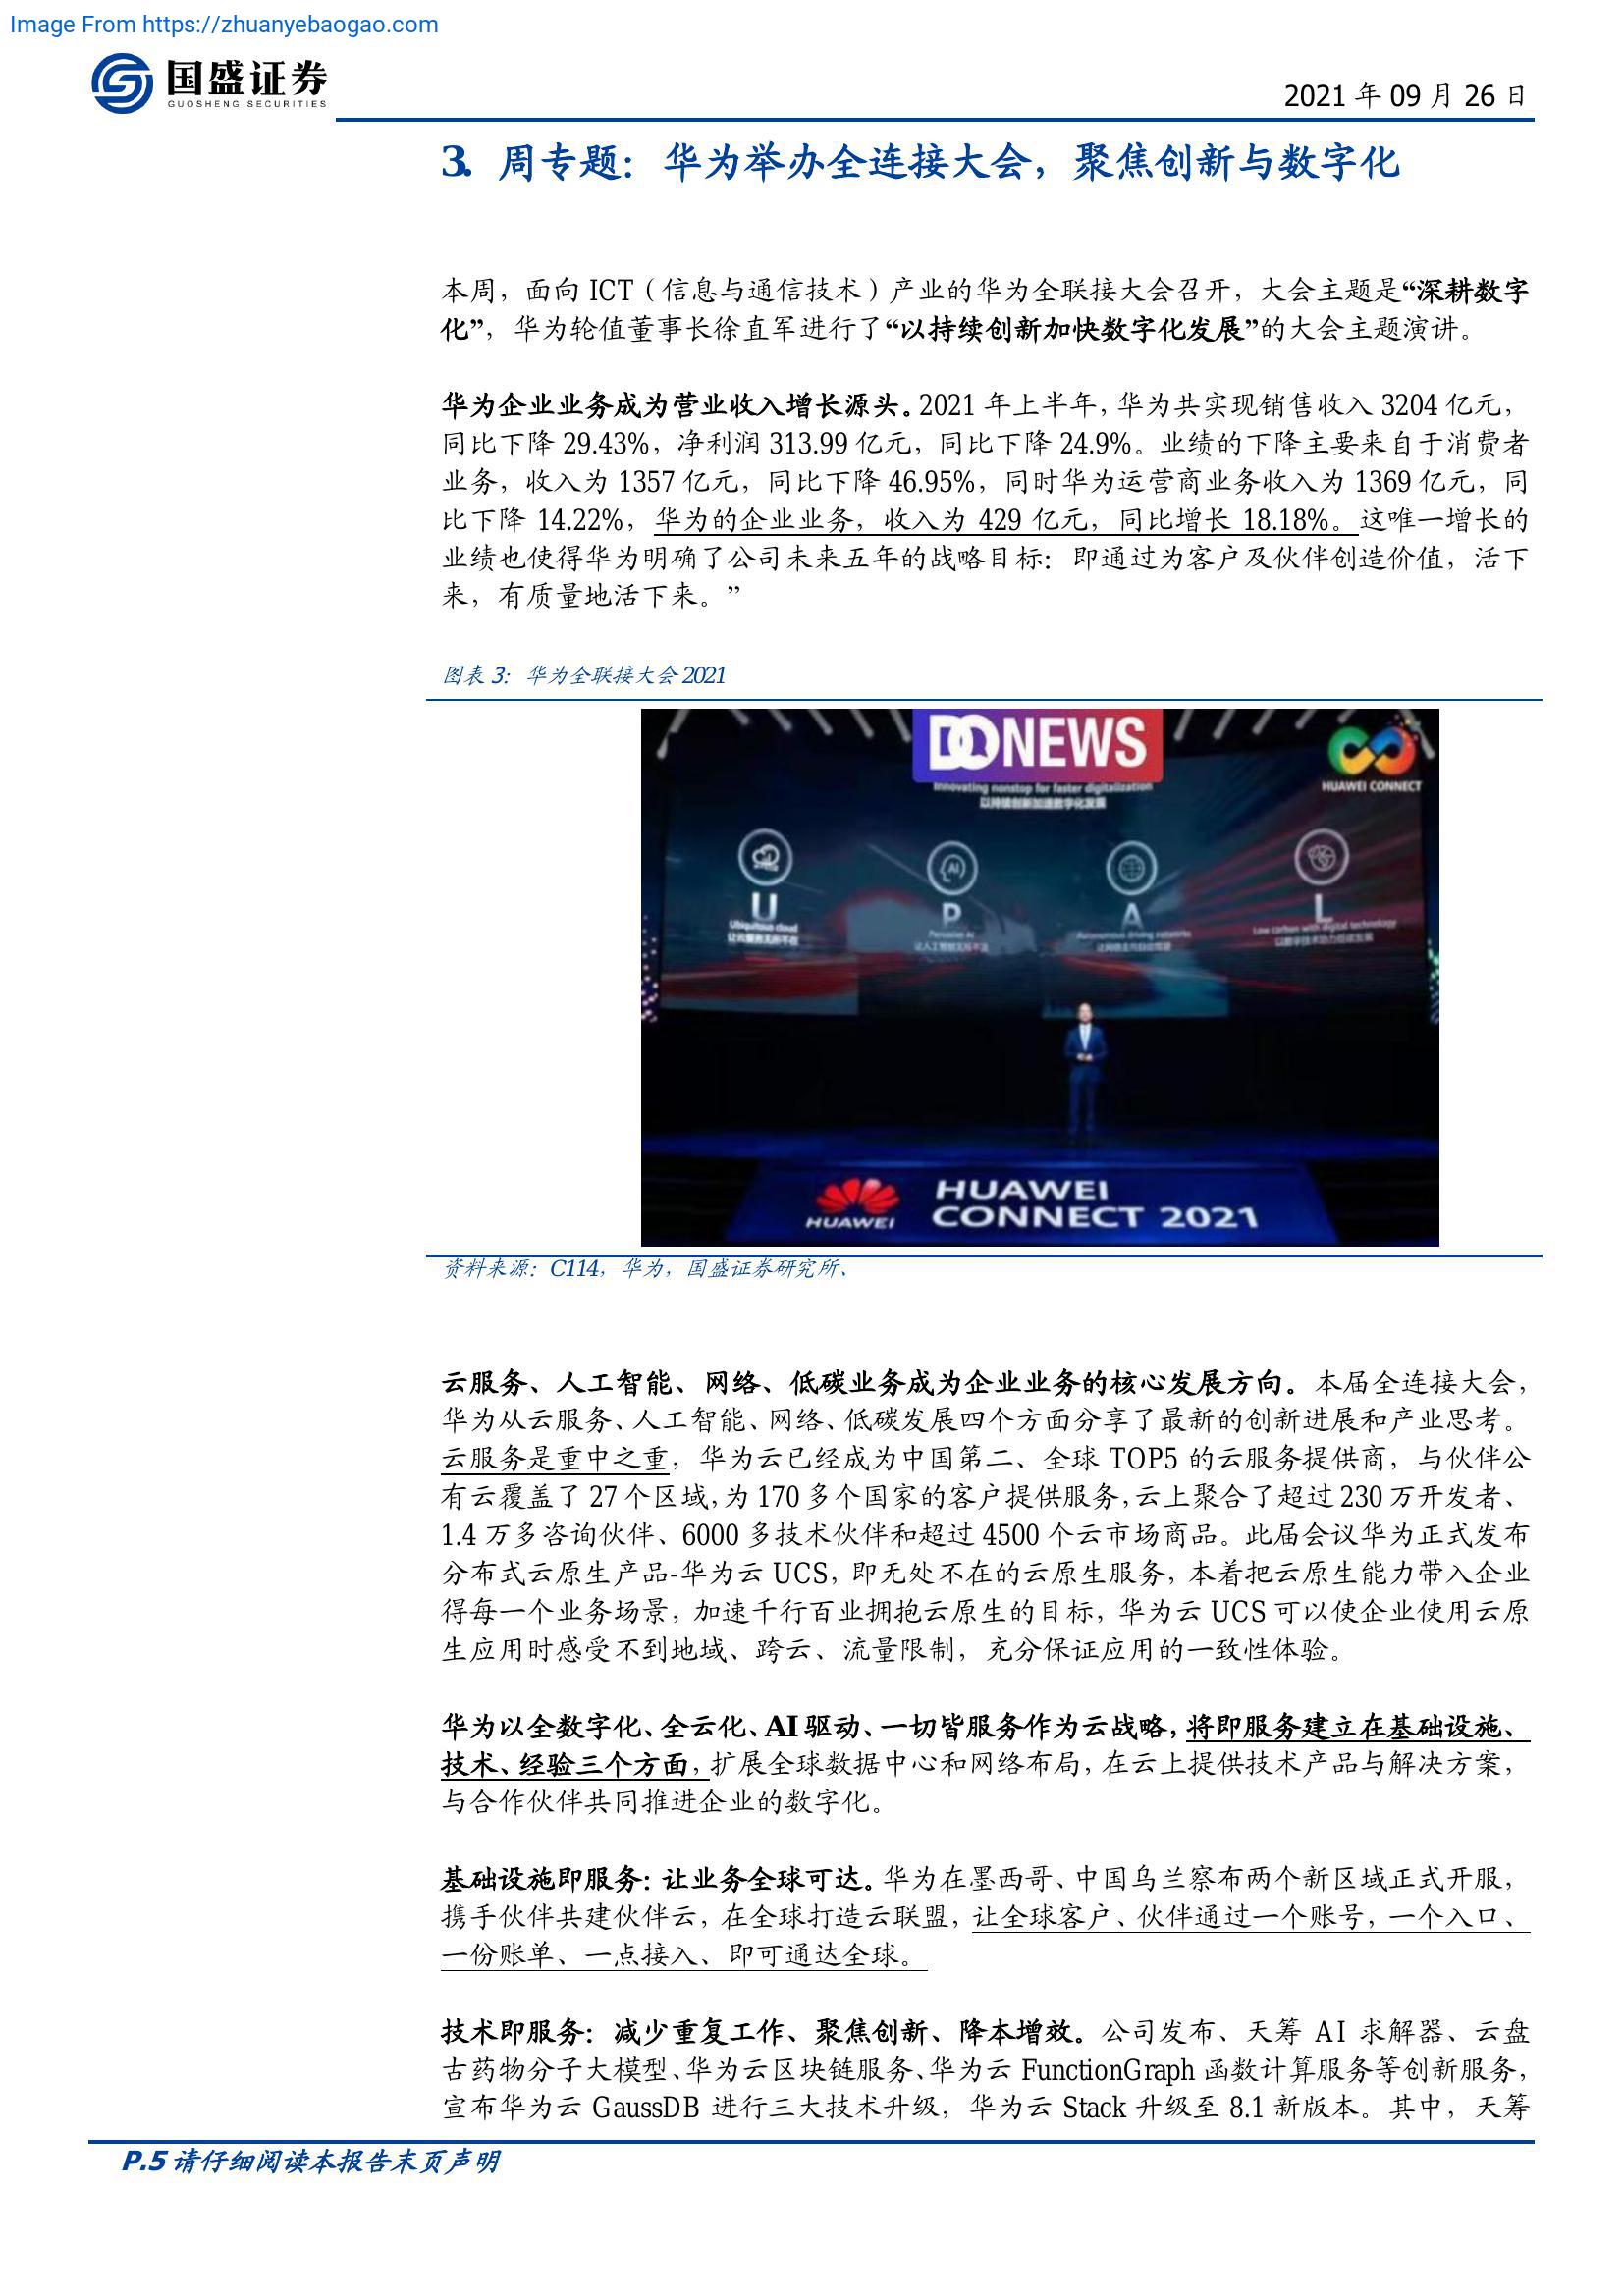 Image From https://zhuanyebaogao.com
国盛证券
GUOSHENG SECURITIES
2021 年 09 月 26 日
3. 周专题：华为举办全连接大会，聚焦创新与数字化
本周，面向 ICT（信息与通信技术）产业的华为全联接大会召开，大会主题是“深耕数字
化”，华为轮值董事长徐直军进行了“以持续创新加快数字化发展”的大会主题演讲。
华为企业业务成为营业收入增长源头。2021 年上半年，华为共实现销售收入 3204 亿元，
同比下降 29.43%，净利润 313.99 亿元，同比下降 24.9%。业绩的下降主要来自于消费者
业务，收入为 1357 亿元，同比下降 46.95%，同时华为运营商业务收入为 1369 亿元，同
比下降 14.22%，华为的企业业务，收入为 429 亿元，同比增长 18.18%。这唯一增长的
业绩也使得华为明确了公司未来五年的战略目标：即通过为客户及伙伴创造价值，活下
来，有质量地活下来。”
图表 3：华为全联接大会 2021
DONEWS
HUAWEI CONNECT
Innovating nonstop for faster digitalization
以持续创新加速数字化发展
U
P
A
L
Ubiquitous cloud
让云服务无所不在
Pervasive AI
让人工智能无所不及
Autonomous driving networks
Low carbon with digital technology
以数字技术助力低碳发展
HUAWEI
HUAWEI
CONNECT 2021
资料来源：C114，华为，国盛证券研究所、
云服务、人工智能、网络、低碳业务成为企业业务的核心发展方向。本届全连接大会，
华为从云服务、人工智能、网络、低碳发展四个方面分享了最新的创新进展和产业思考。
云服务是重中之重，华为云已经成为中国第二、全球 TOP5 的云服务提供商，与伙伴公
有云覆盖了 27 个区域，为 170 多个国家的客户提供服务，云上聚合了超过 230 万开发者、
1.4 万多咨询伙伴、6000 多技术伙伴和超过 4500 个云市场商品。此届会议华为正式发布
分布式云原生产品-华为云 UCS，即无处不在的云原生服务，本着把云原生能力带入企业
得每一个业务场景，加速千行百业拥抱云原生的目标，华为云 UCS 可以使企业使用云原
生应用时感受不到地域、跨云、流量限制，充分保证应用的一致性体验。
华为以全数字化、全云化、AI 驱动、一切皆服务作为云战略，将即服务建立在基础设施、
技术、经验三个方面，扩展全球数据中心和网络布局，在云上提供技术产品与解决方案，
与合作伙伴共同推进企业的数字化。
基础设施即服务：让业务全球可达。华为在墨西哥、中国乌兰察布两个新区域正式开服，
携手伙伴共建伙伴云，在全球打造云联盟，让全球客户、伙伴通过一个账号，一个入口、
一份账单、一点接入、即可通达全球。
技术即服务：减少重复工作、聚焦创新、降本增效。公司发布、天筹 AI 求解器、云盘
古药物分子大模型、华为云区块链服务、华为云 FunctionGraph 函数计算服务等创新服务，
宣布华为云 GaussDB 进行三大技术升级，华为云 Stack 升级至 8.1 新版本。其中，天筹
P.5 请仔细阅读本报告末页声明